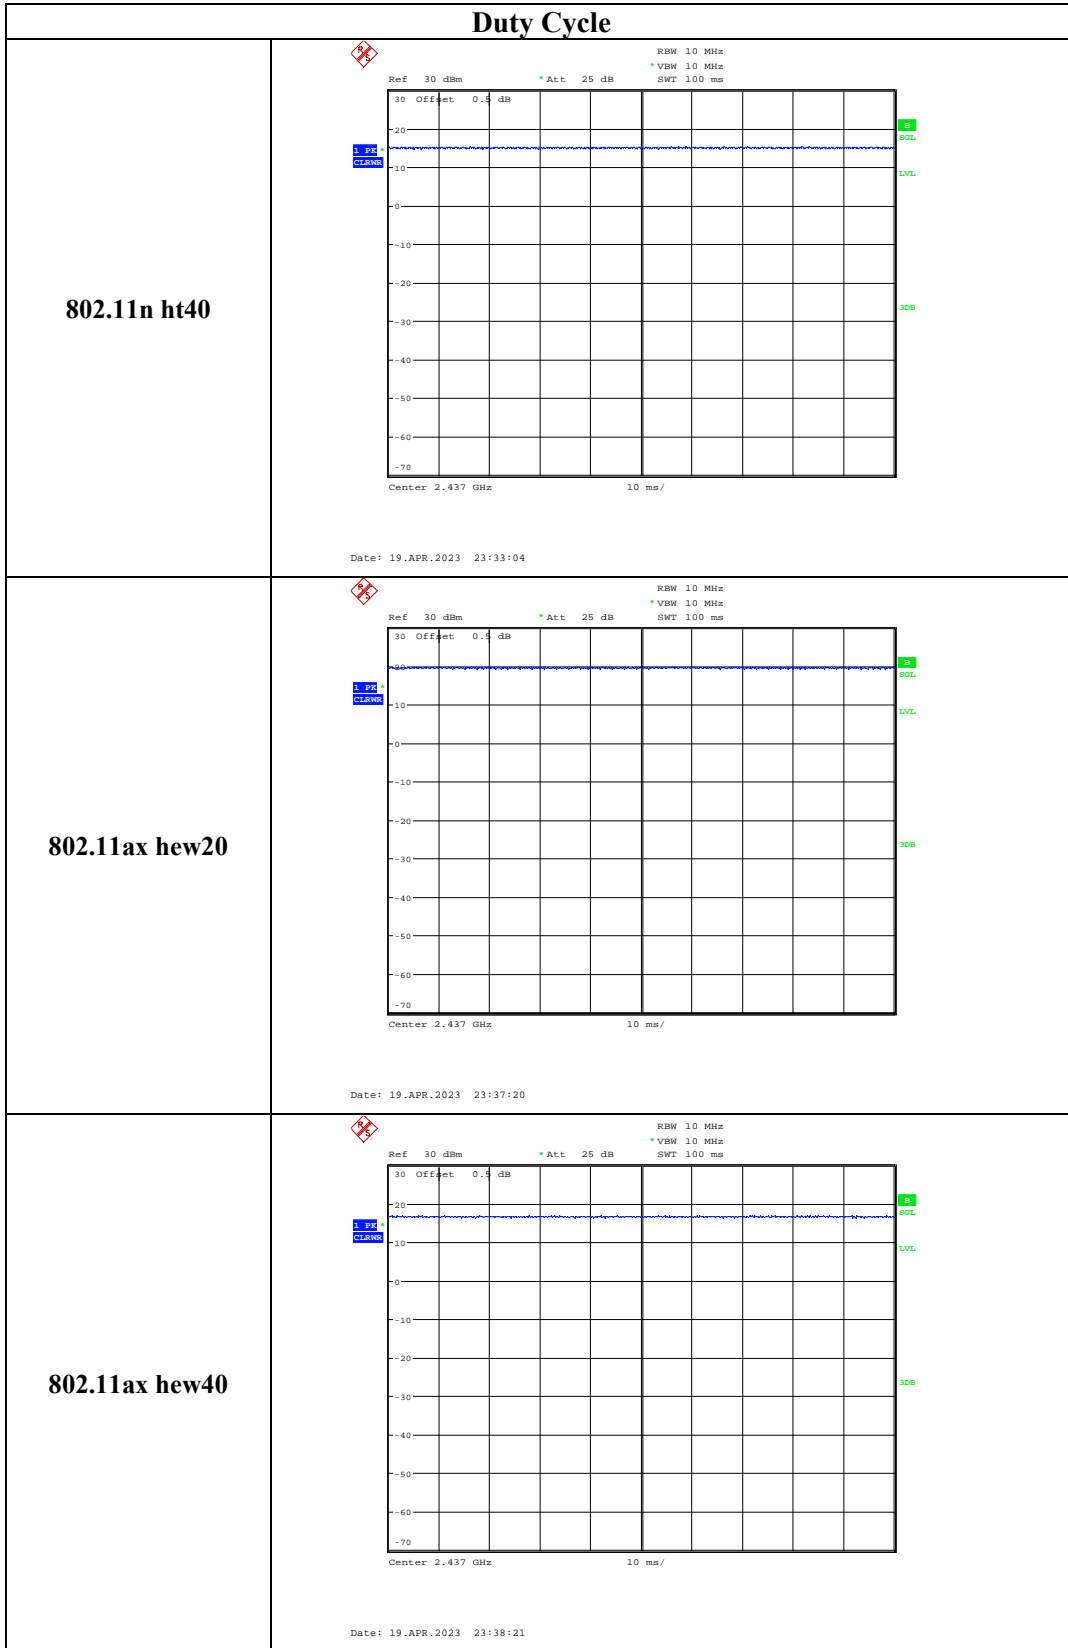 Duty Cycle
802.11n ht40
R S
RBW 10 MHz
*VBW 10 MHz
Ref 30 dBm *Att 25 dB SWT 100 ms
30 Offset 0.5 dB
20
10
0
-10
-20
-30
-40
-50
-60
-70
1 PK *
CLRWR
B
SGL
LVL
3DB
Center 2.437 GHz 10 ms/
Date: 19.APR.2023 23:33:04
802.11ax hew20
R S
RBW 10 MHz
*VBW 10 MHz
Ref 30 dBm *Att 25 dB SWT 100 ms
30 Offset 0.5 dB
20
10
0
-10
-20
-30
-40
-50
-60
-70
1 PK *
CLRWR
B
SGL
LVL
3DB
Center 2.437 GHz 10 ms/
Date: 19.APR.2023 23:37:20
802.11ax hew40
R S
RBW 10 MHz
*VBW 10 MHz
Ref 30 dBm *Att 25 dB SWT 100 ms
30 Offset 0.5 dB
20
10
0
-10
-20
-30
-40
-50
-60
-70
1 PK *
CLRWR
B
SGL
LVL
3DB
Center 2.437 GHz 10 ms/
Date: 19.APR.2023 23:38:21